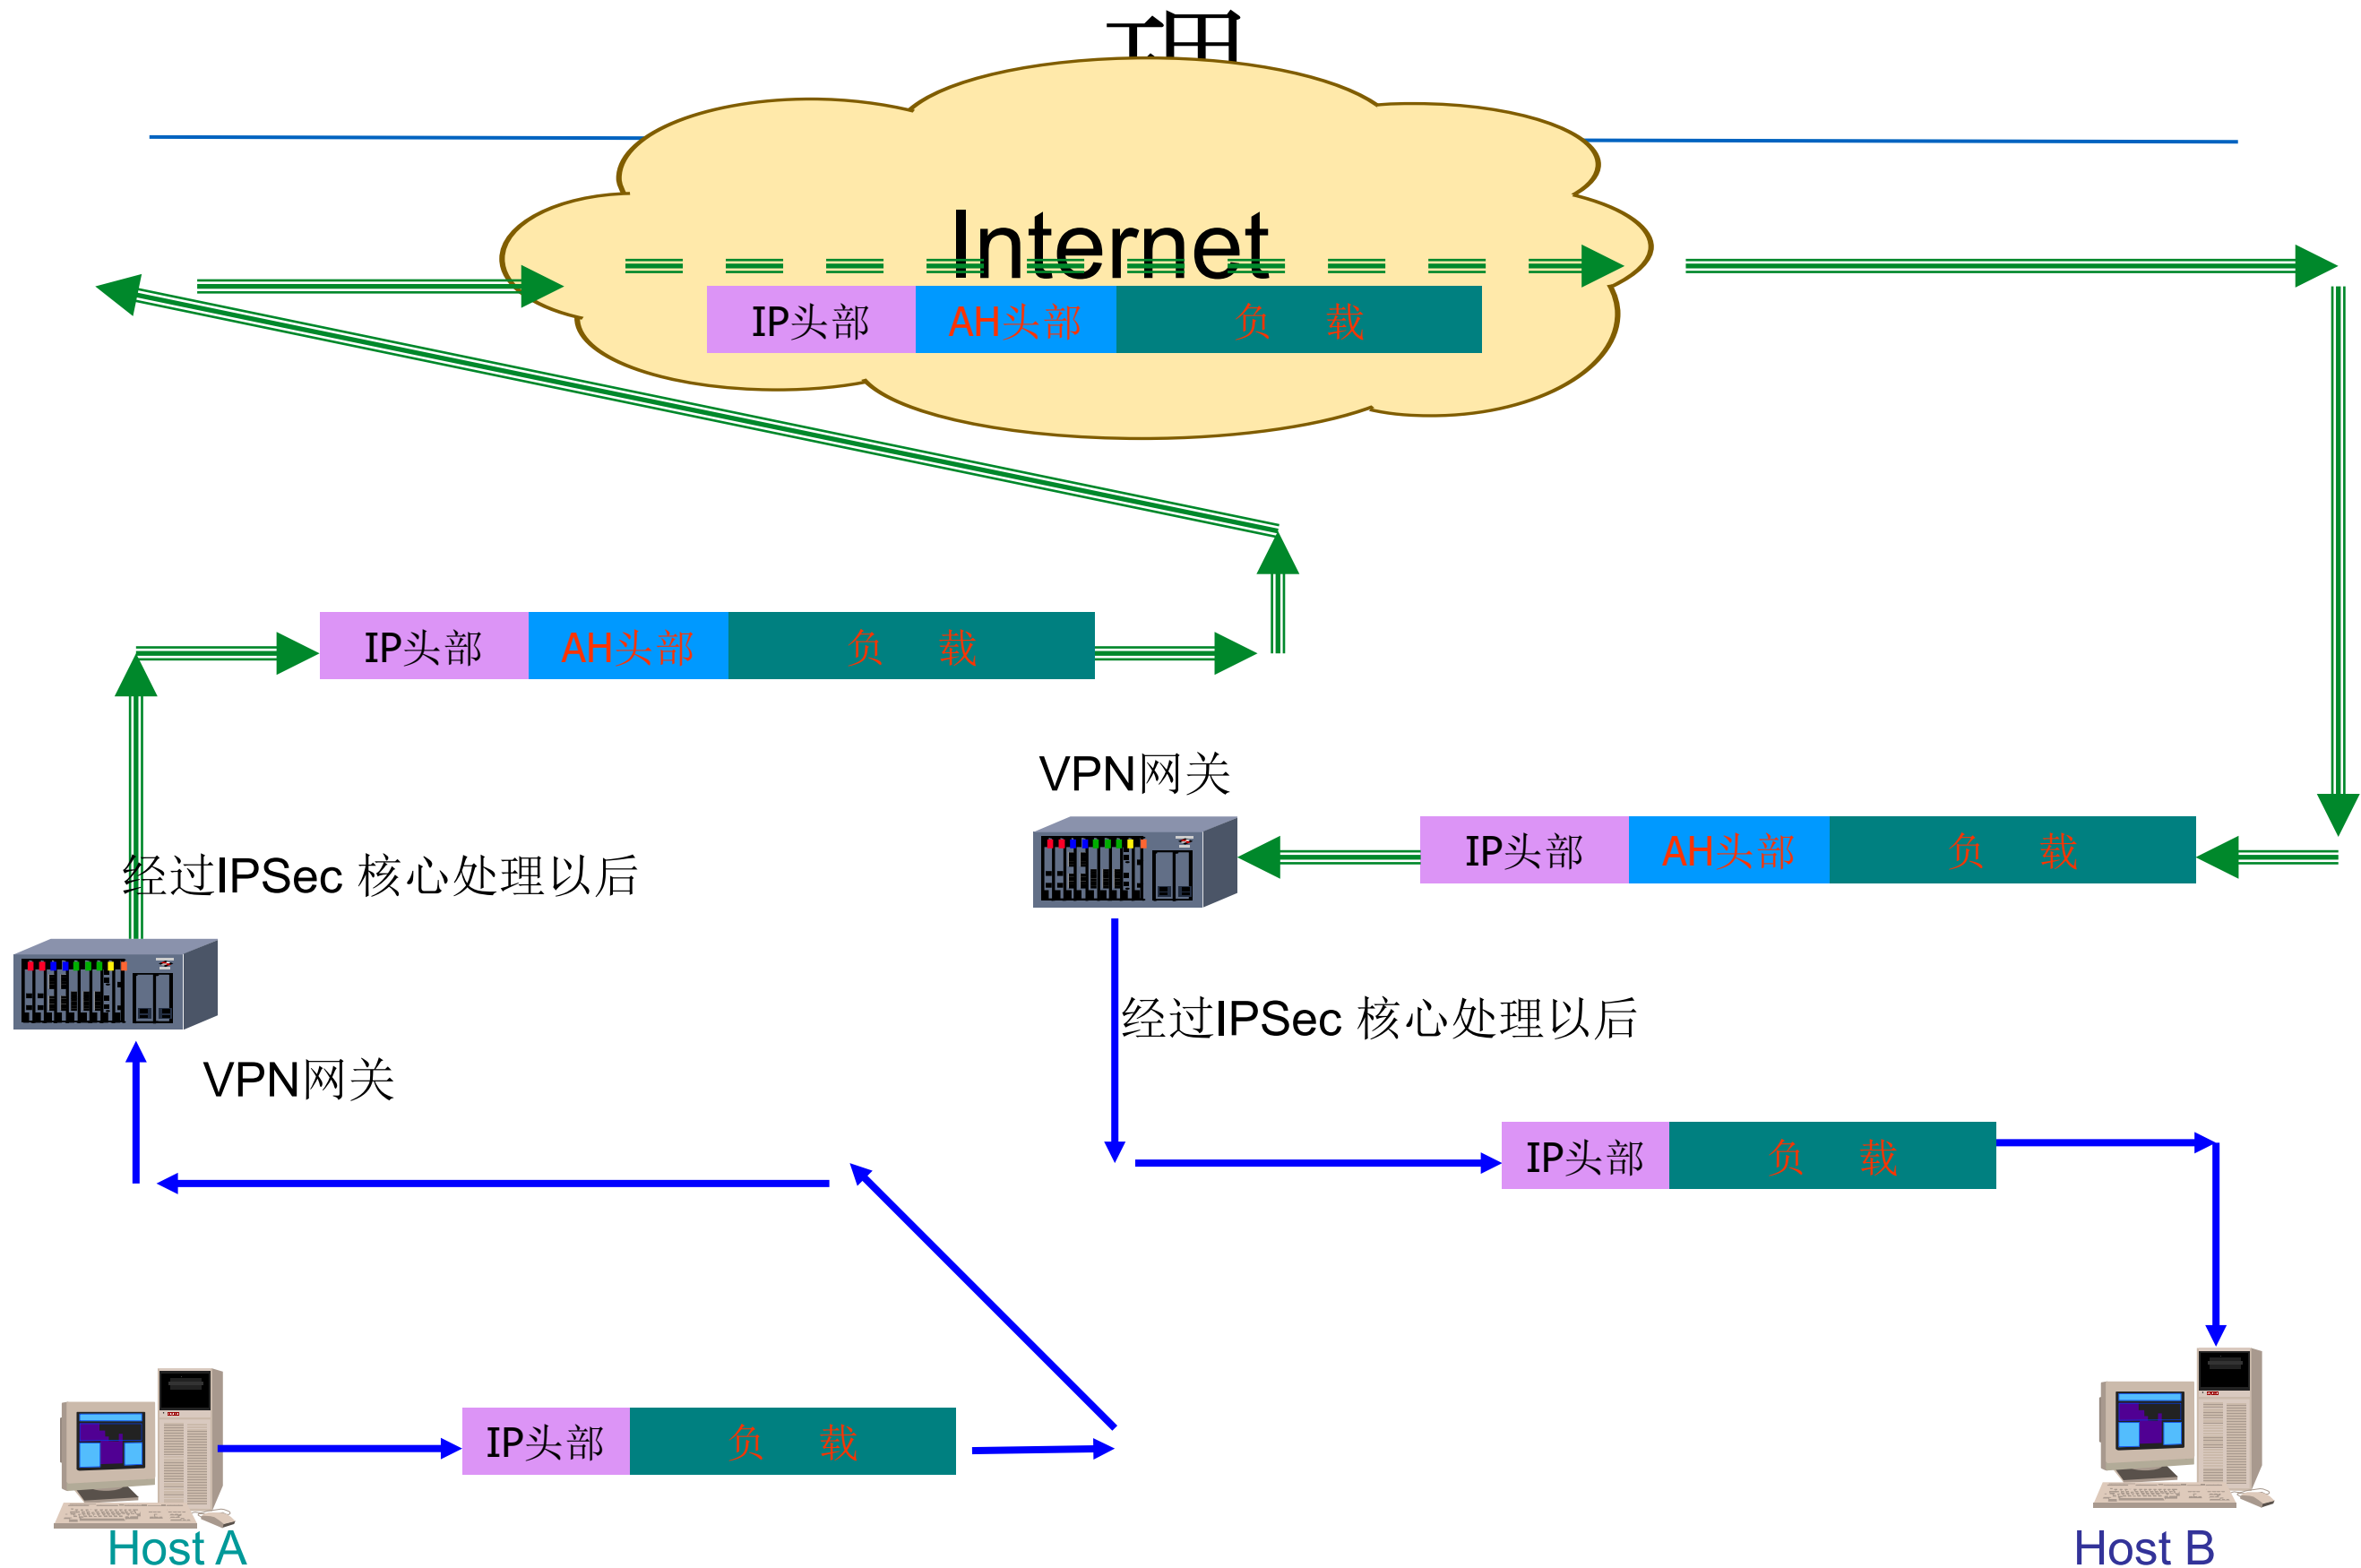 理
Internet
IP头部 AH头部 负 载
IP头部 AH头部 负 载
VPN网关
IP头部 AH头部 负 载
经过IPSec 核心处理以后
经过IPSec 核心处理以后
VPN网关
IP头部 负 载
IP头部 负 载
Host A
Host B